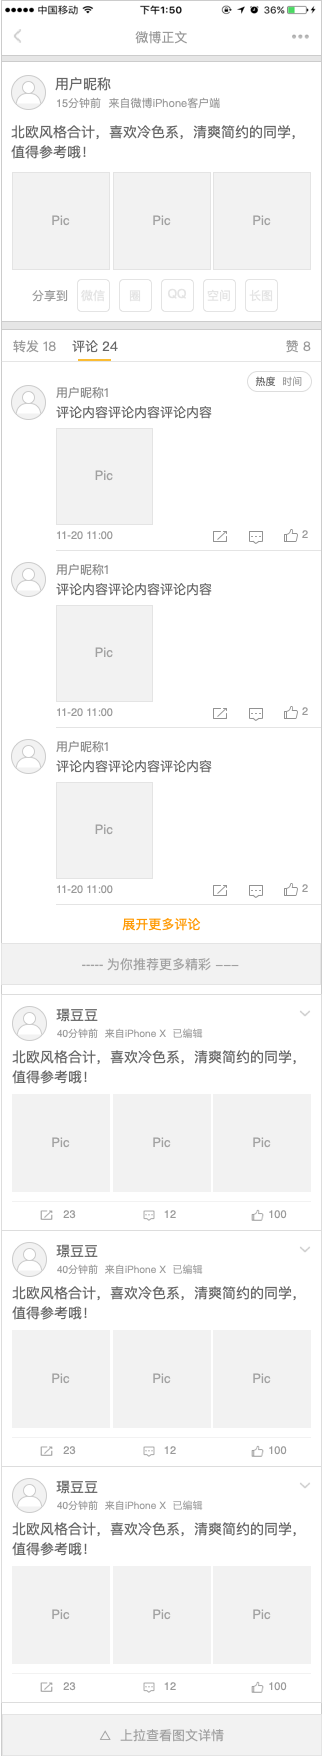 中国移动 下午1:50 36%
微博正文
用户昵称
15分钟前 来自微博iPhone客户端
北欧风格合计，喜欢冷色系，清爽简约的同学，
值得参考哦！
Pic Pic Pic
分享到 微信 圈 QQ 空间 长图
转发 18 评论 24 赞 8
热度 时间
用户昵称1
评论内容评论内容评论内容
Pic
11-20 11:00 2
用户昵称1
评论内容评论内容评论内容
Pic
11-20 11:00 2
用户昵称1
评论内容评论内容评论内容
Pic
11-20 11:00 2
展开更多评论
----- 为你推荐更多精彩 ---
璟豆豆
40分钟前 来自iPhone X 已编辑
北欧风格合计，喜欢冷色系，清爽简约的同学，
值得参考哦！
Pic Pic Pic
23 12 100
璟豆豆
40分钟前 来自iPhone X 已编辑
北欧风格合计，喜欢冷色系，清爽简约的同学，
值得参考哦！
Pic Pic Pic
23 12 100
璟豆豆
40分钟前 来自iPhone X 已编辑
北欧风格合计，喜欢冷色系，清爽简约的同学，
值得参考哦！
Pic Pic Pic
23 12 100
上拉查看图文详情